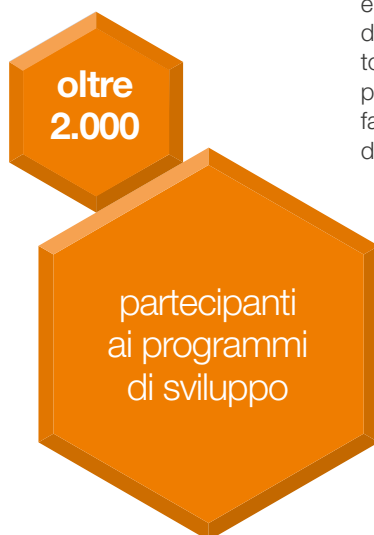 oltre
2.000
partecipanti
ai programmi
di sviluppo